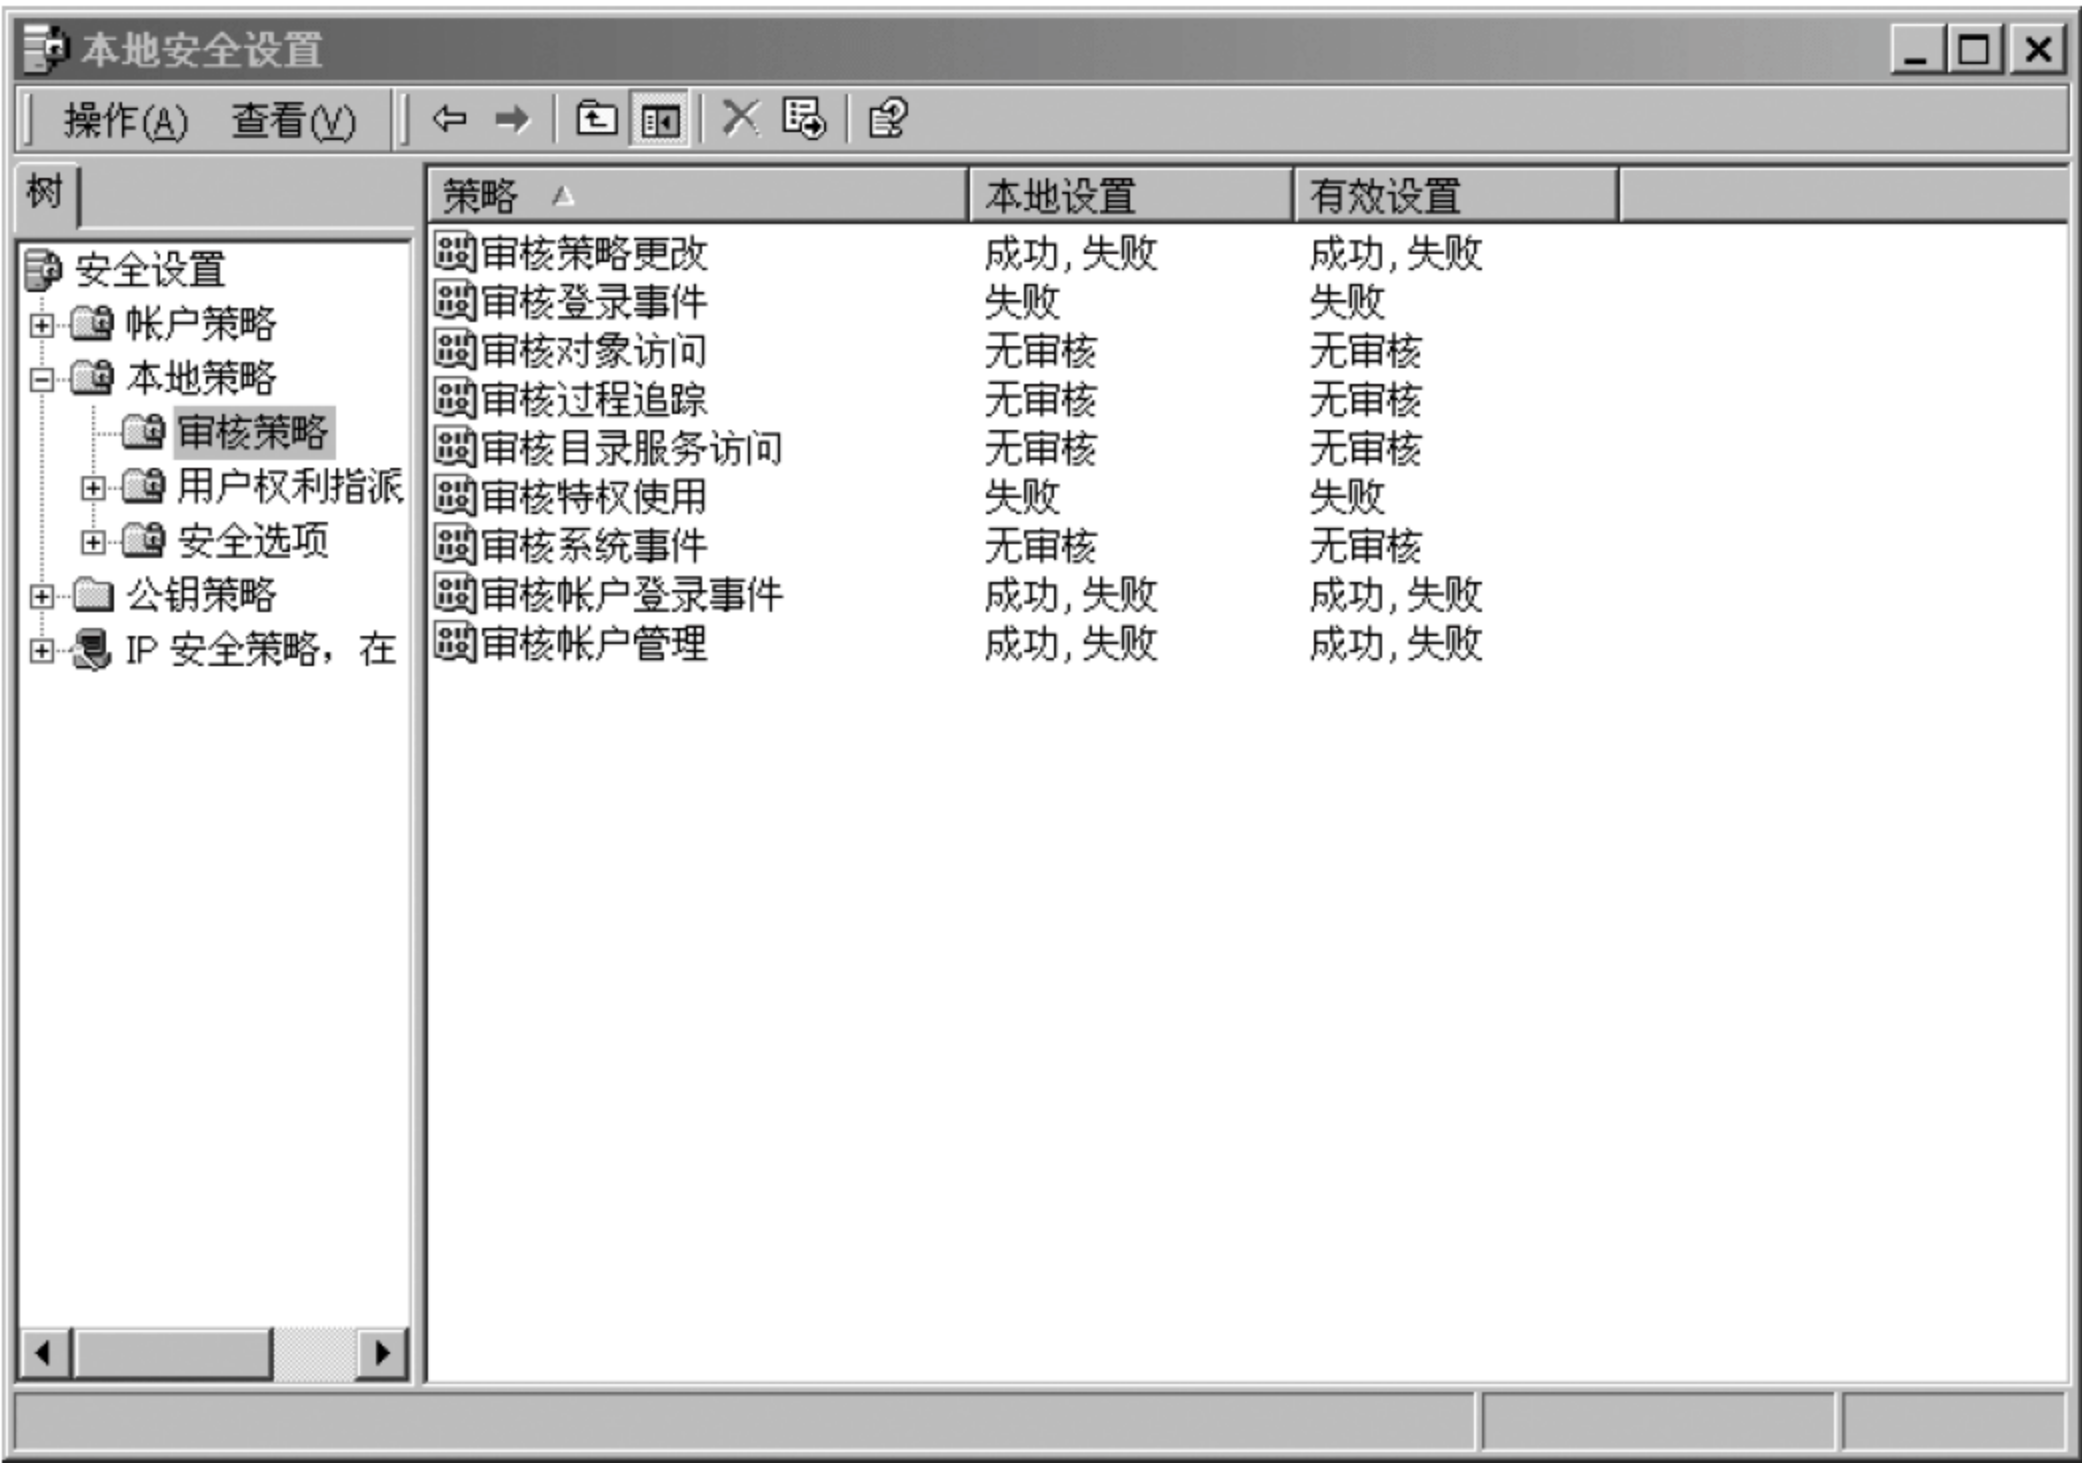 本地安全设置
操作(A) 查看(V)
树
安全设置
帐户策略
本地策略
审核策略
用户权利指派
安全选项
公钥策略
IP 安全策略，在
策略 本地设置 有效设置
审核策略更改 成功,失败 成功,失败
审核登录事件 失败 失败
审核对象访问 无审核 无审核
审核过程追踪 无审核 无审核
审核目录服务访问 无审核 无审核
审核特权使用 失败 失败
审核系统事件 无审核 无审核
审核帐户登录事件 成功,失败 成功,失败
审核帐户管理 成功,失败 成功,失败